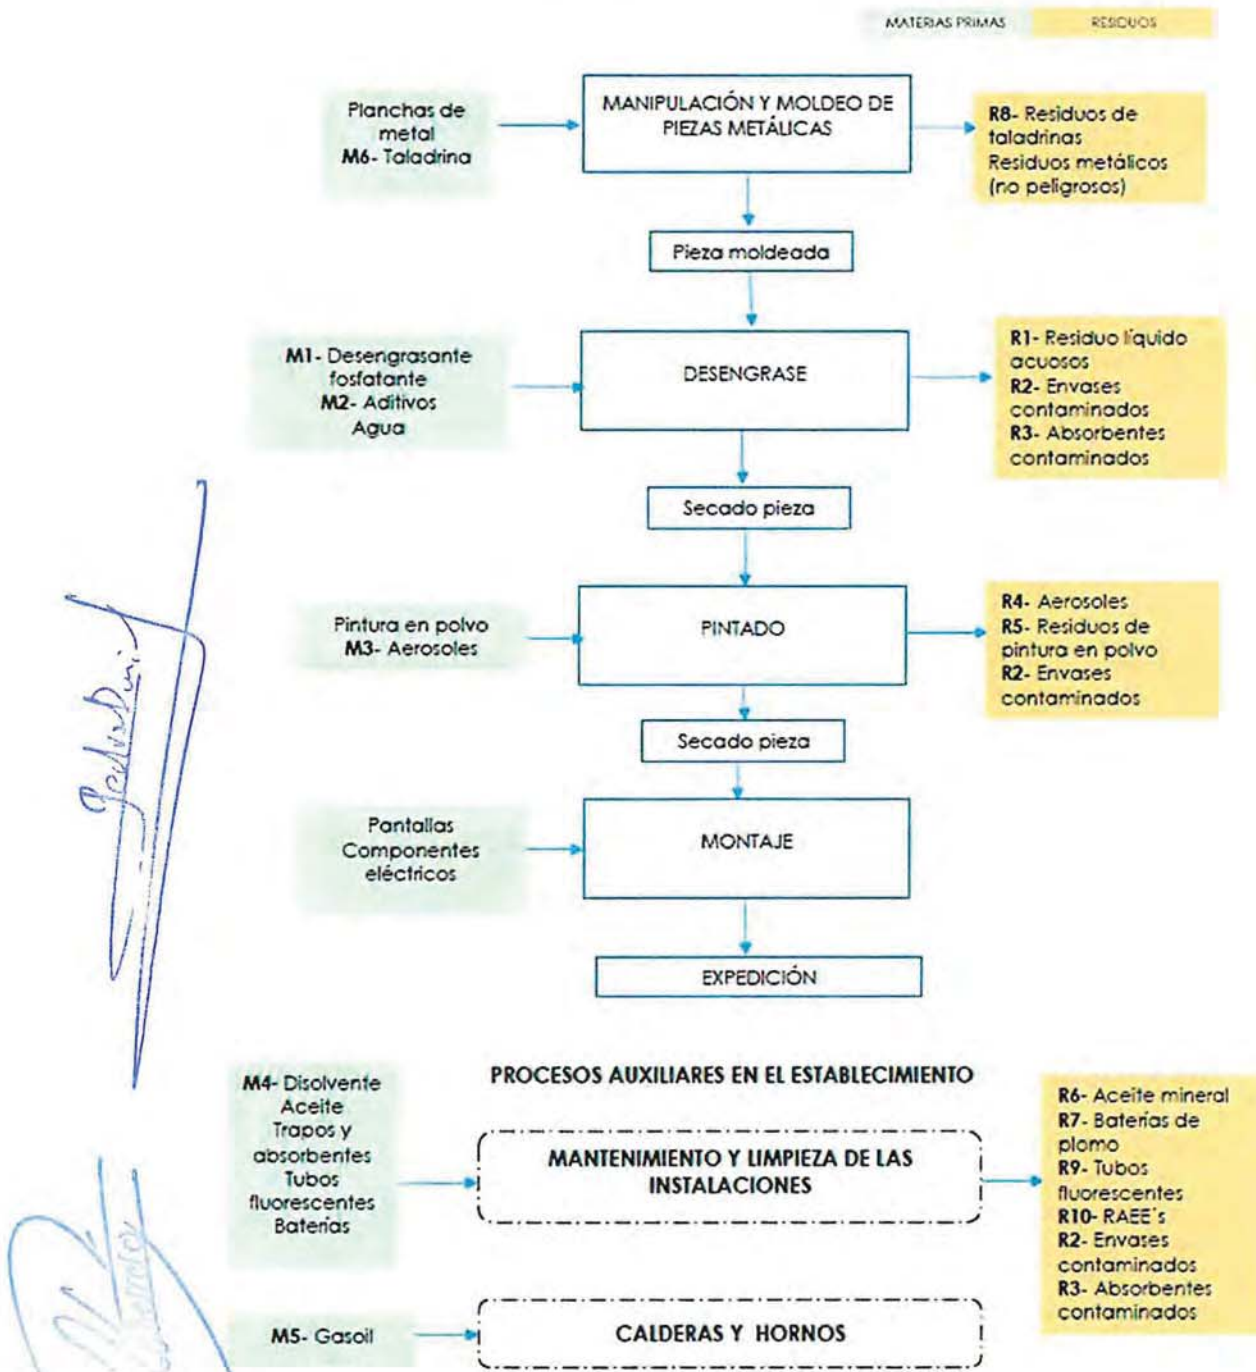 MATERIAS PRIMAS
RESIDUOS
Planchas de
metal
M6- Taladrina
MANIPULACIÓN Y MOLDEO DE
PIEZAS METÁLICAS
R8- Residuos de
taladrinas
Residuos metálicos
(no peligrosos)
Pieza moldeada
M1- Desengrasante
fosfatante
M2- Aditivos
Agua
DESENGRASE
R1- Residuo líquido
acuosos
R2- Envases
contaminados
R3- Absorbentes
contaminados
Secado pieza
Pintura en polvo
M3- Aerosoles
PINTADO
R4- Aerosoles
R5- Residuos de
pintura en polvo
R2- Envases
contaminados
Secado pieza
Pantallas
Componentes
eléctricos
MONTAJE
EXPEDICIÓN
PROCESOS AUXILIARES EN EL ESTABLECIMIENTO
M4- Disolvente
Aceite
Trapos y
absorbentes
Tubos
fluorescentes
Baterías
MANTENIMIENTO Y LIMPIEZA DE LAS
INSTALACIONES
R6- Aceite mineral
R7- Baterías de
plomo
R9- Tubos
fluorescentes
R10- RAEE´s
R2- Envases
contaminados
R3- Absorbentes
contaminados
M5- Gasoil
CALDERAS Y HORNOS